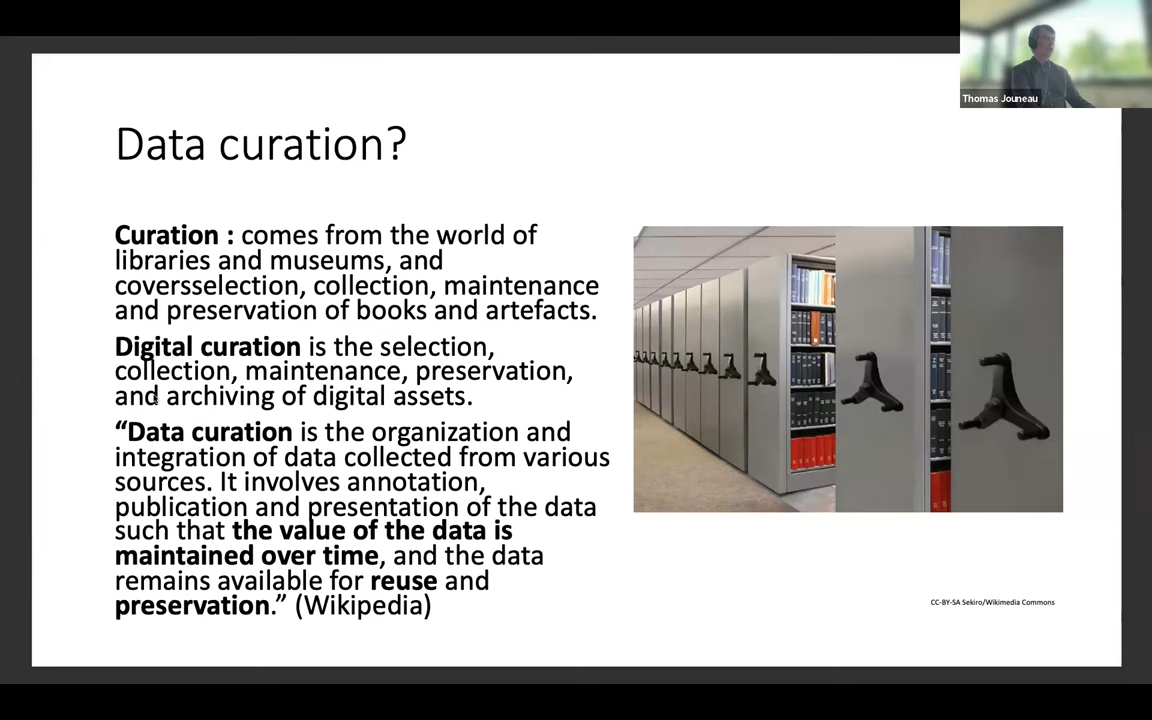 Thomas Jouneau
Data curation?
Curation : comes from the world of
libraries and museums, and
coversselection, collection, maintenance
and preservation of books and artefacts.
Digital curation is the selection,
collection, maintenance, preservation,
and archiving of digital assets.
“Data curation is the organization and
integration of data collected from various
sources. It involves annotation,
publication and presentation of the data
such that the value of the data is
maintained over time, and the data
remains available for reuse and
preservation.” (Wikipedia)
CC-BY-SA Sekiro/Wikimedia Commons